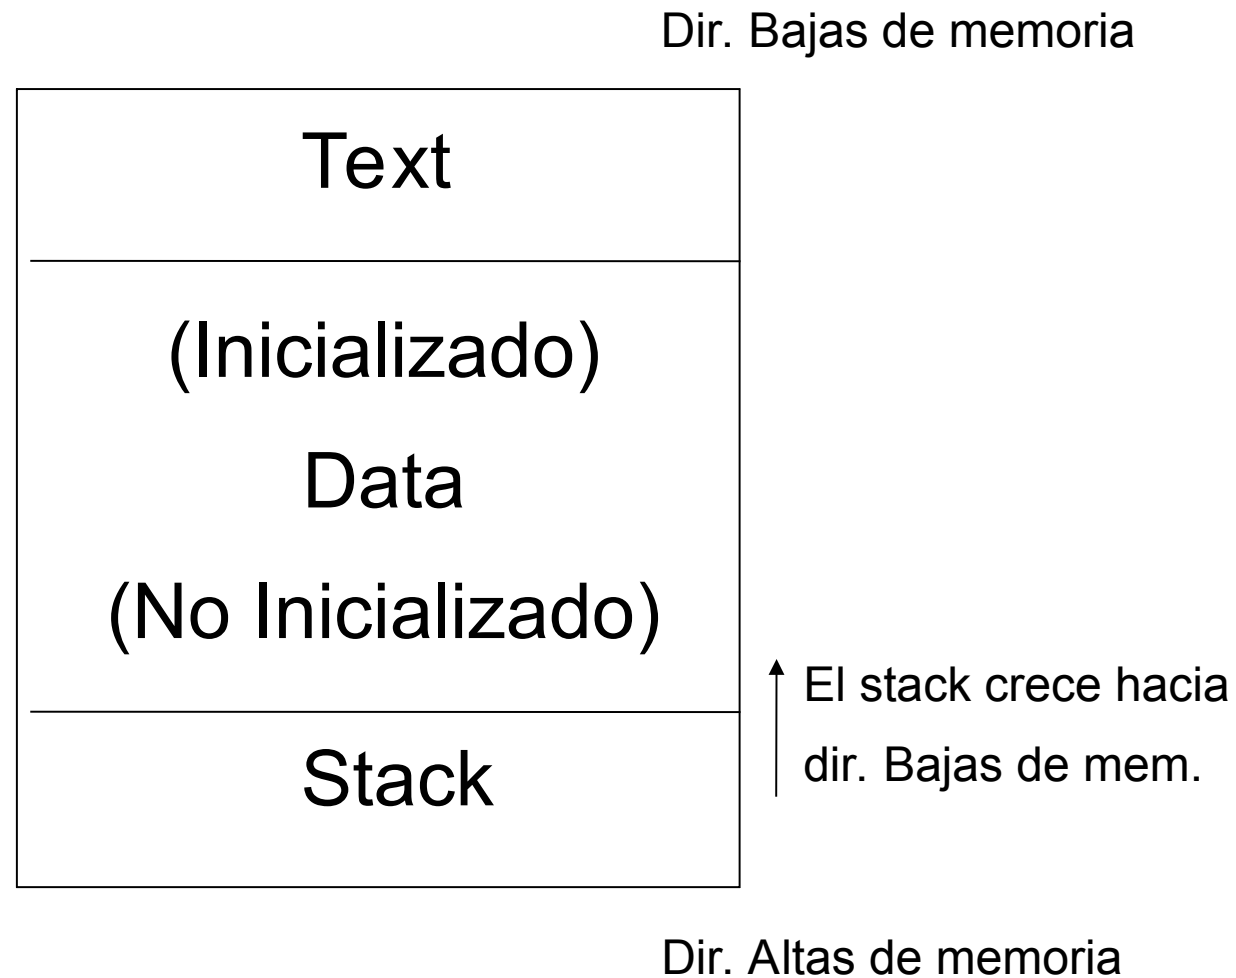 Dir. Bajas de memoria
Text
(Inicializado)
Data
(No Inicializado)
El stack crece hacia
dir. Bajas de mem.
Stack
Dir. Altas de memoria